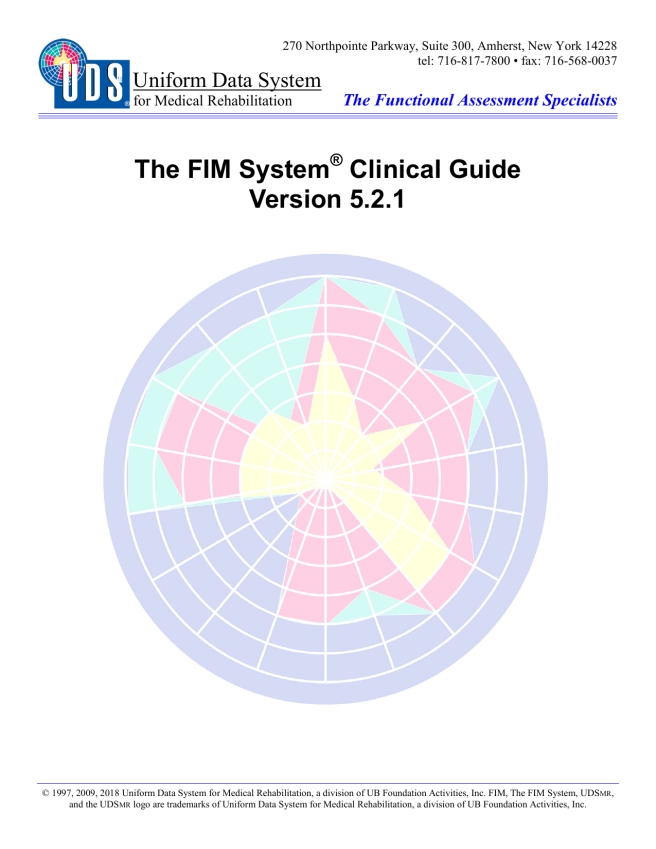 270 Northpointe Parkway, Suite 300, Amherst, New York 14228
tel: 716-817-7800 • fax: 716-568-0037
UDS®
Uniform Data System
for Medical Rehabilitation
The Functional Assessment Specialists
The FIM System® Clinical Guide
Version 5.2.1
© 1997, 2009, 2018 Uniform Data System for Medical Rehabilitation, a division of UB Foundation Activities, Inc. FIM, The FIM System, UDSMR,
and the UDSMR logo are trademarks of Uniform Data System for Medical Rehabilitation, a division of UB Foundation Activities, Inc.